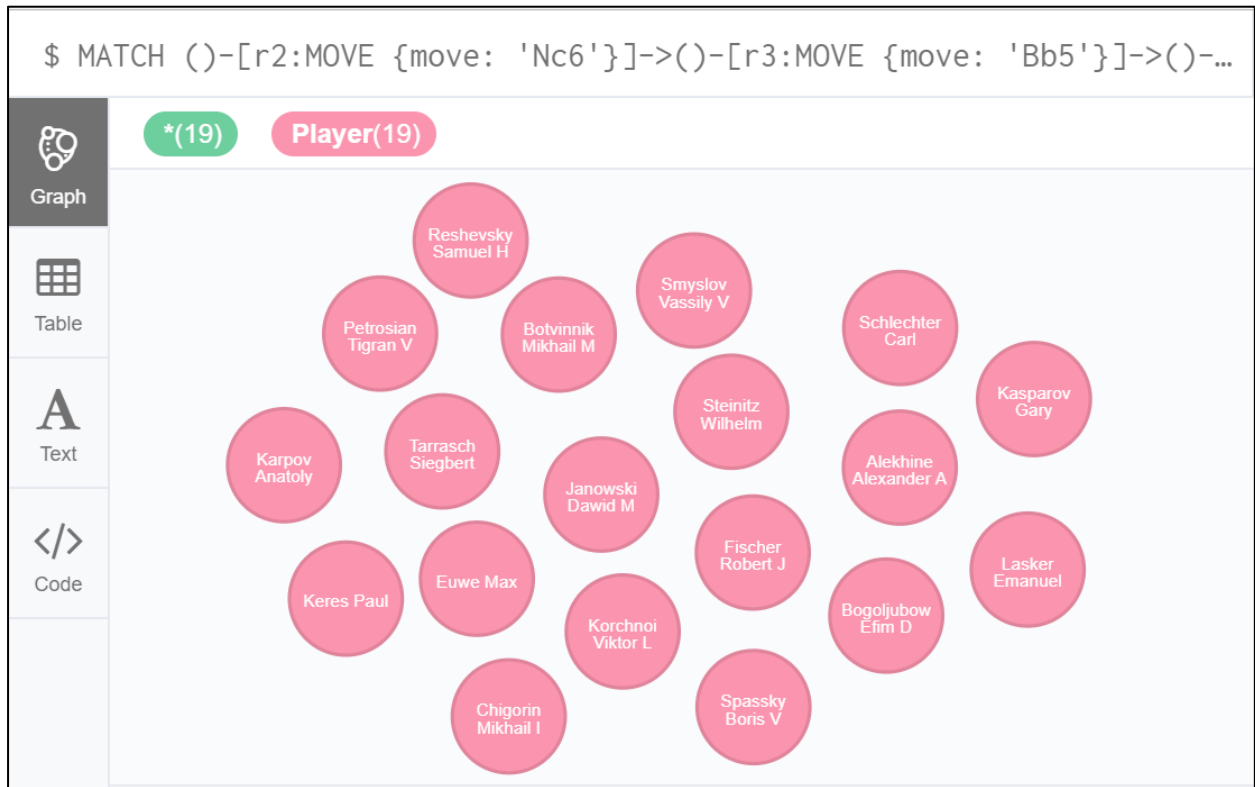 $ MATCH ()-[r2:MOVE {move: 'Nc6'}]->()-[r3:MOVE {move: 'Bb5'}]->()-…
*(19) Player(19)
Graph
Table
A
Text
</>
Code
Reshevsky
Samuel H
Smyslov
Vassily V
Petrosian
Tigran V
Botvinnik
Mikhail M
Schlechter
Carl
Steinitz
Wilhelm
Kasparov
Gary
Karpov
Anatoly
Tarrasch
Siegbert
Janowski
Dawid M
Alekhine
Alexander A
Fischer
Robert J
Lasker
Emanuel
Keres Paul
Euwe Max
Korchnoi
Viktor L
Bogoljubow
Efim D
Chigorin
Mikhail I
Spassky
Boris V